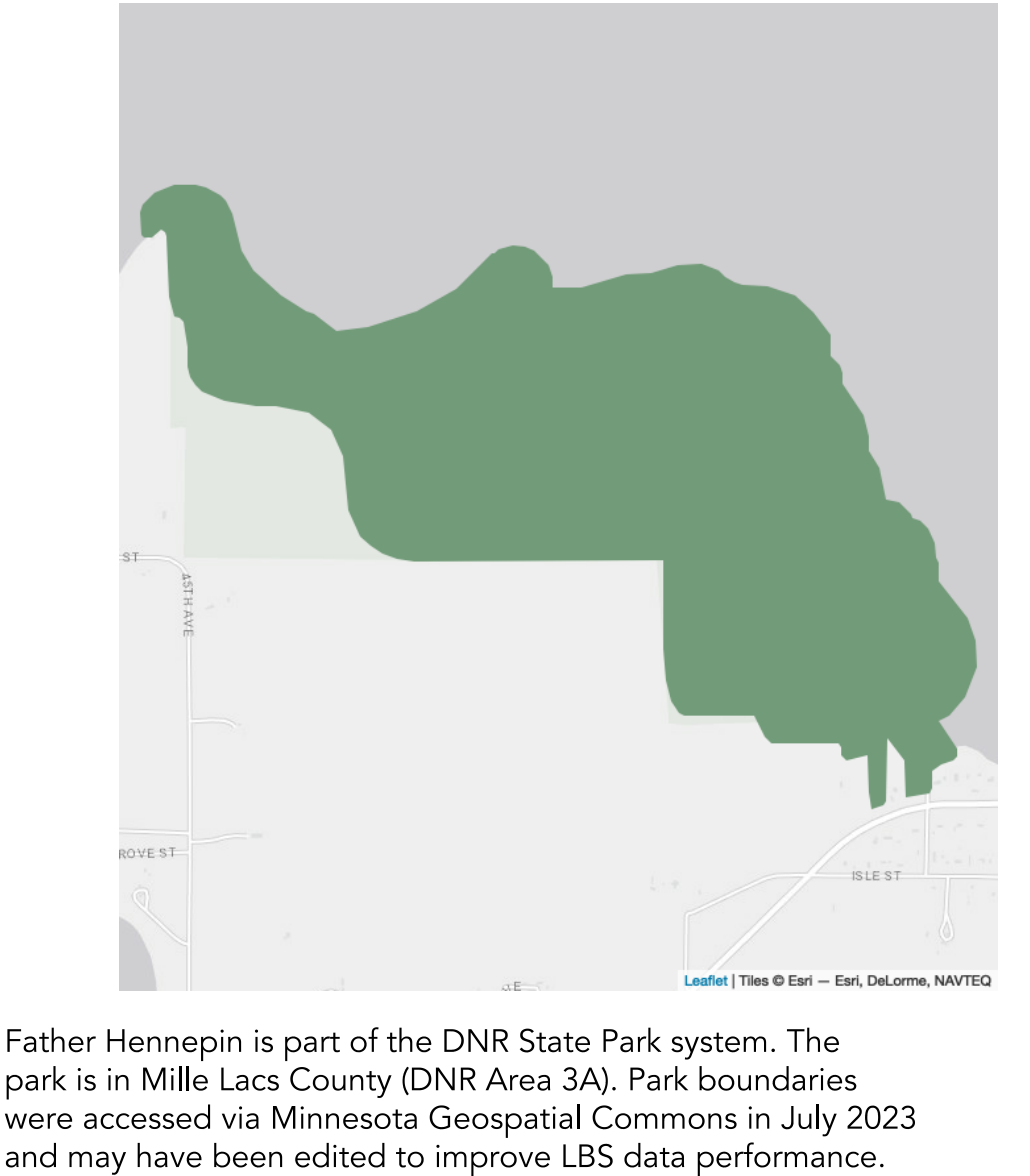 ST
45TH AVE
ROVE ST
ISLE ST
E
Leaflet | Tiles © Esri — Esri, DeLorme, NAVTEQ
Father Hennepin is part of the DNR State Park system. The
park is in Mille Lacs County (DNR Area 3A). Park boundaries
were accessed via Minnesota Geospatial Commons in July 2023
and may have been edited to improve LBS data performance.